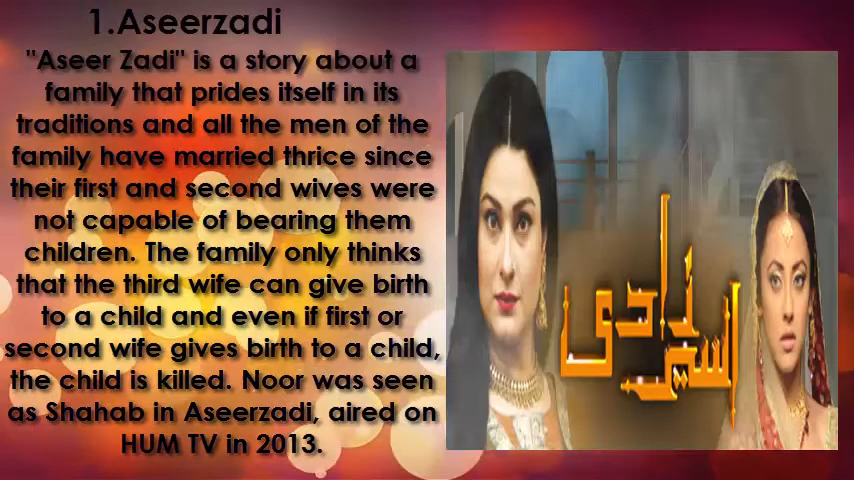 1.Aseerzadi
"Aseer Zadi" is a story about a
family that prides itself in its
traditions and all the men of the
family have married thrice since
their first and second wives were
not capable of bearing them
children. The family only thinks
that the third wife can give birth
to a child and even if first or
second wife gives birth to a child,
the child is killed. Noor was seen
as Shahab in Aseerzadi, aired on
HUM TV in 2013.
اسیر زادی